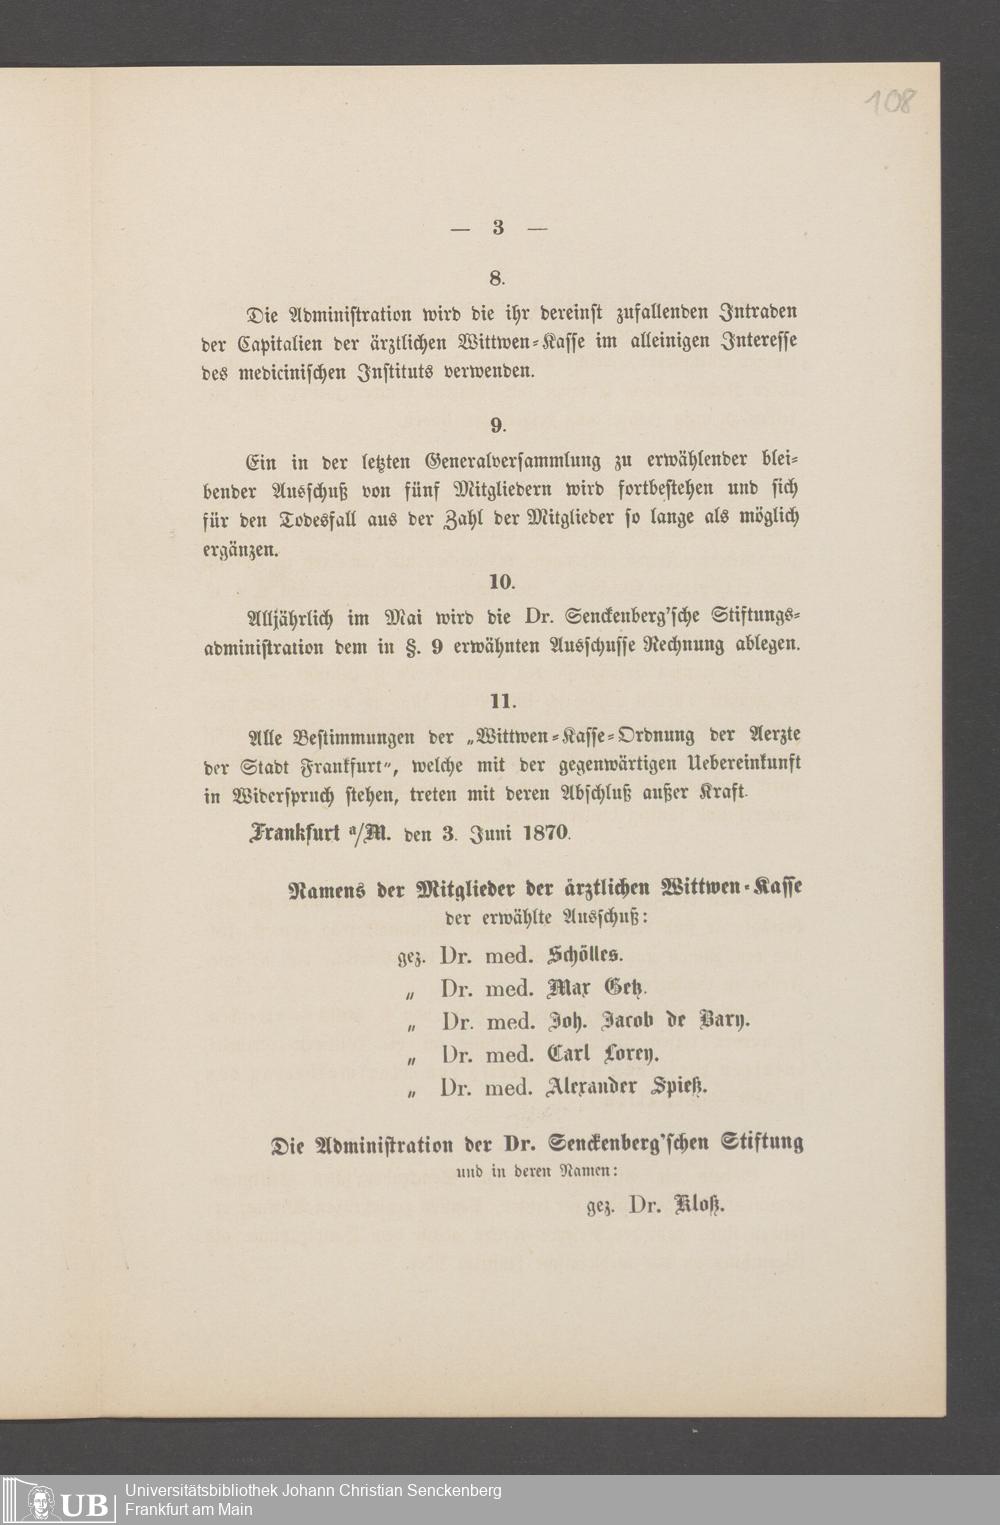 108
— 3 —
8.
Die Administration wird die ihr dereinst zufallenden Intraden
der Capitalien der ärztlichen Wittwen-Kasse im alleinigen Interesse
des medicinischen Instituts verwenden.
9.
Ein in der letzten Generalversammlung zu erwählender blei-
bender Ausschuß von fünf Mitgliedern wird fortbestehen und sich
für den Todesfall aus der Zahl der Mitglieder so lange als möglich
ergänzen.
10.
Alljährlich im Mai wird die Dr. Senckenberg'sche Stiftungs-
administration dem in §. 9 erwähnten Ausschusse Rechnung ablegen.
11.
Alle Bestimmungen der „Wittwen-Kasse-Ordnung der Aerzte
der Stadt Frankfurt“, welche mit der gegenwärtigen Uebereinkunft
in Widerspruch stehen, treten mit deren Abschluß außer Kraft.
Frankfurt a/M. den 3. Juni 1870.
Namens der Mitglieder der ärztlichen Wittwen-Kasse
der erwählte Ausschuß:
gez. Dr. med. Schölles.
„ Dr. med. Max Getz.
„ Dr. med. Joh. Jacob de Bary.
„ Dr. med. Carl Lorey.
„ Dr. med. Alexander Spieß.
Die Administration der Dr. Senckenberg'schen Stiftung
und in deren Namen:
gez. Dr. Kloß.
UB
Universitätsbibliothek Johann Christian Senckenberg
Frankfurt am Main